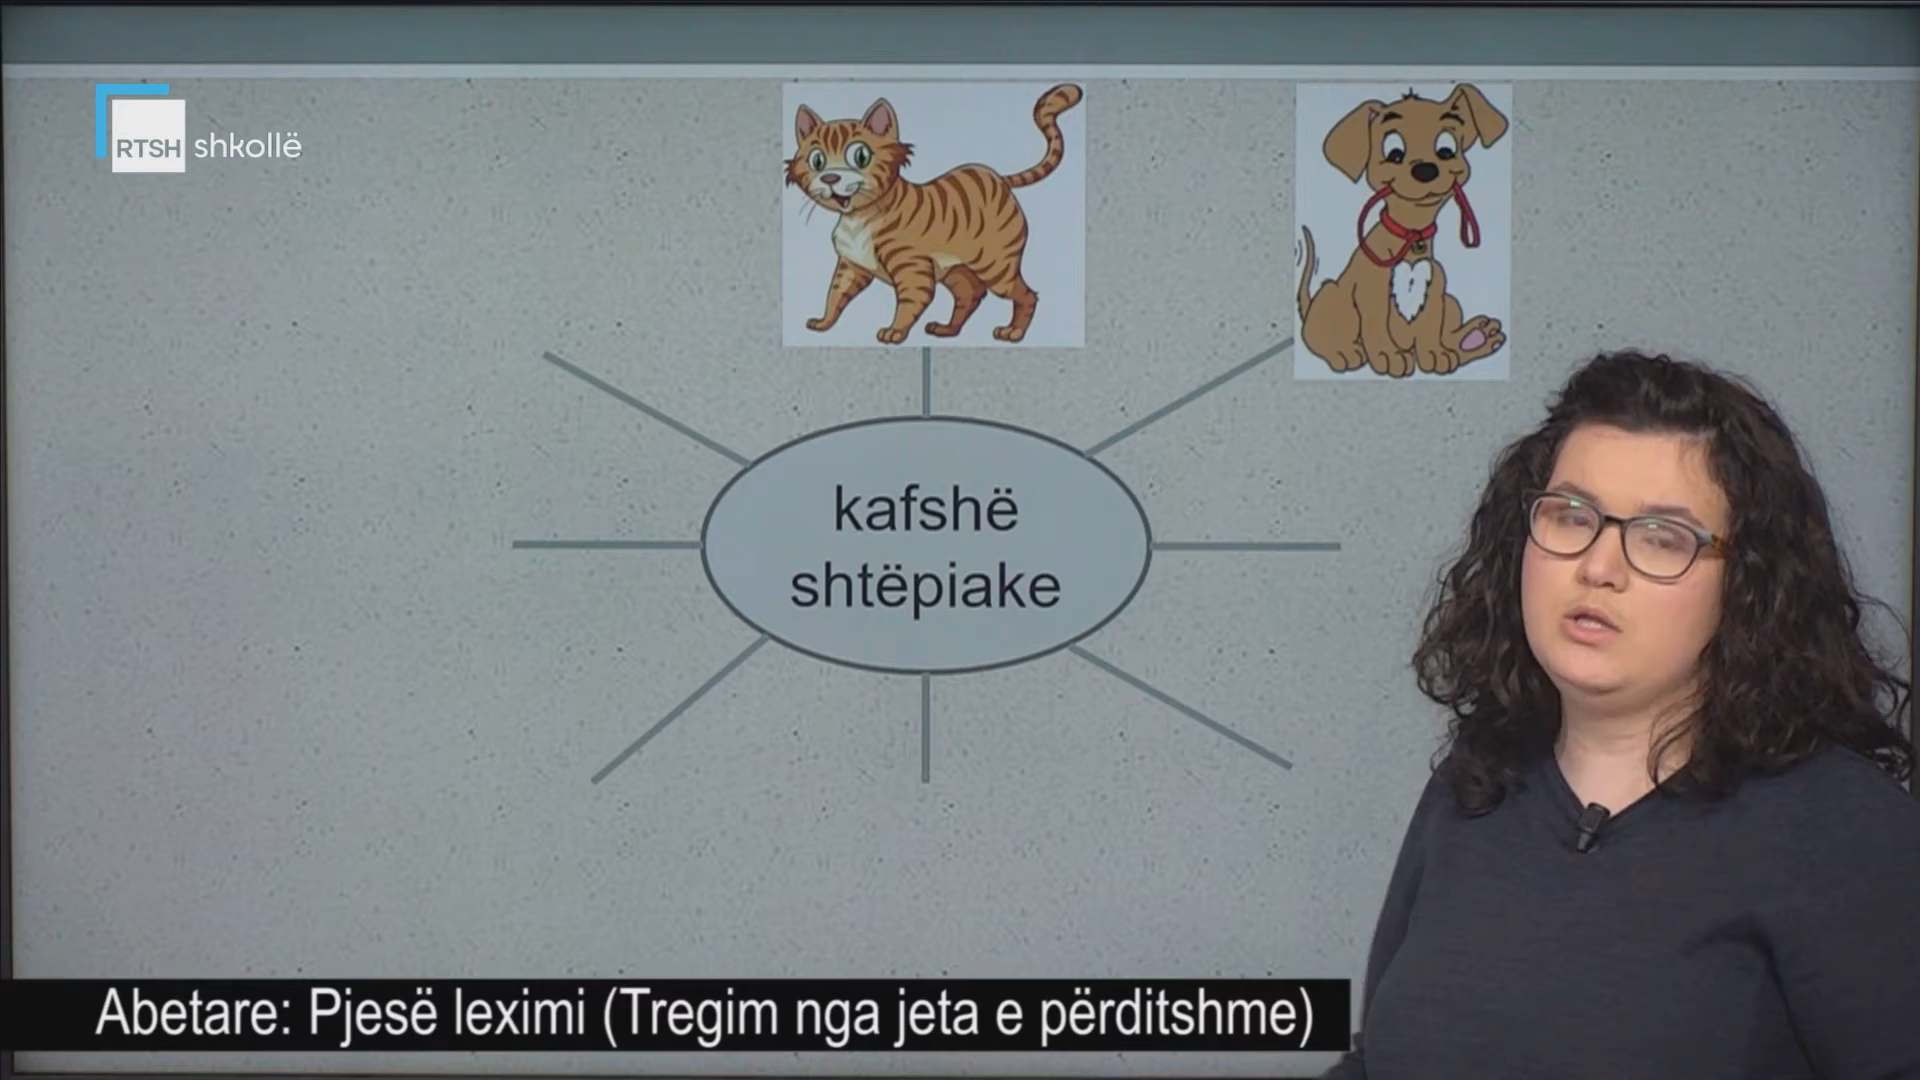 RTSH shkollë
kafshë
shtëpiake
Abetare: Pjesë leximi (Tregim nga jeta e përditshme)